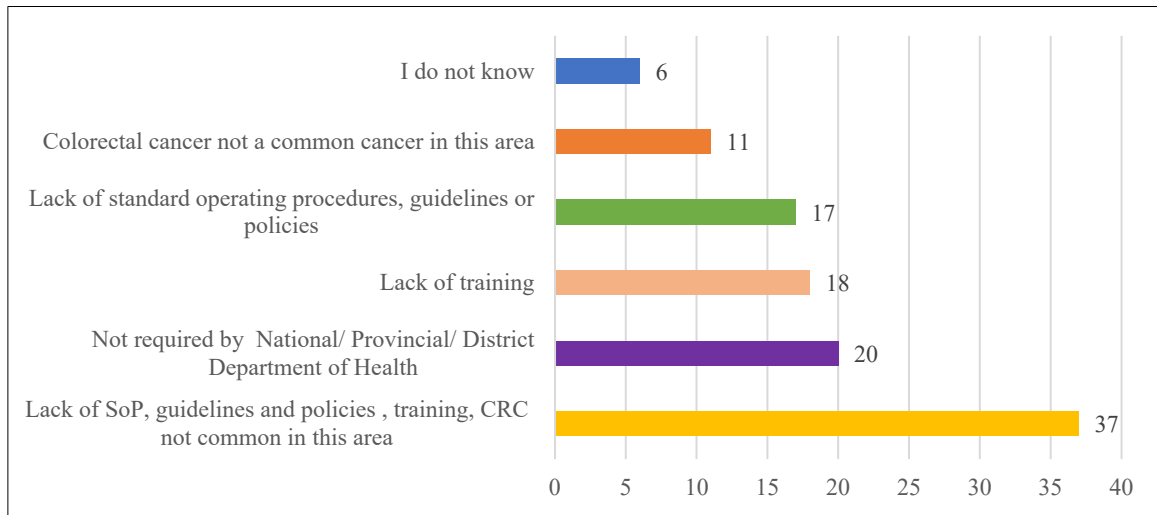 I do not know
6
Colorectal cancer not a common cancer in this area
11
Lack of standard operating procedures, guidelines or
policies
17
Lack of training
18
Not required by  National/ Provincial/ District
Department of Health
20
Lack of SoP, guidelines and policies , training, CRC
not common in this area
37
0 5 10 15 20 25 30 35 40